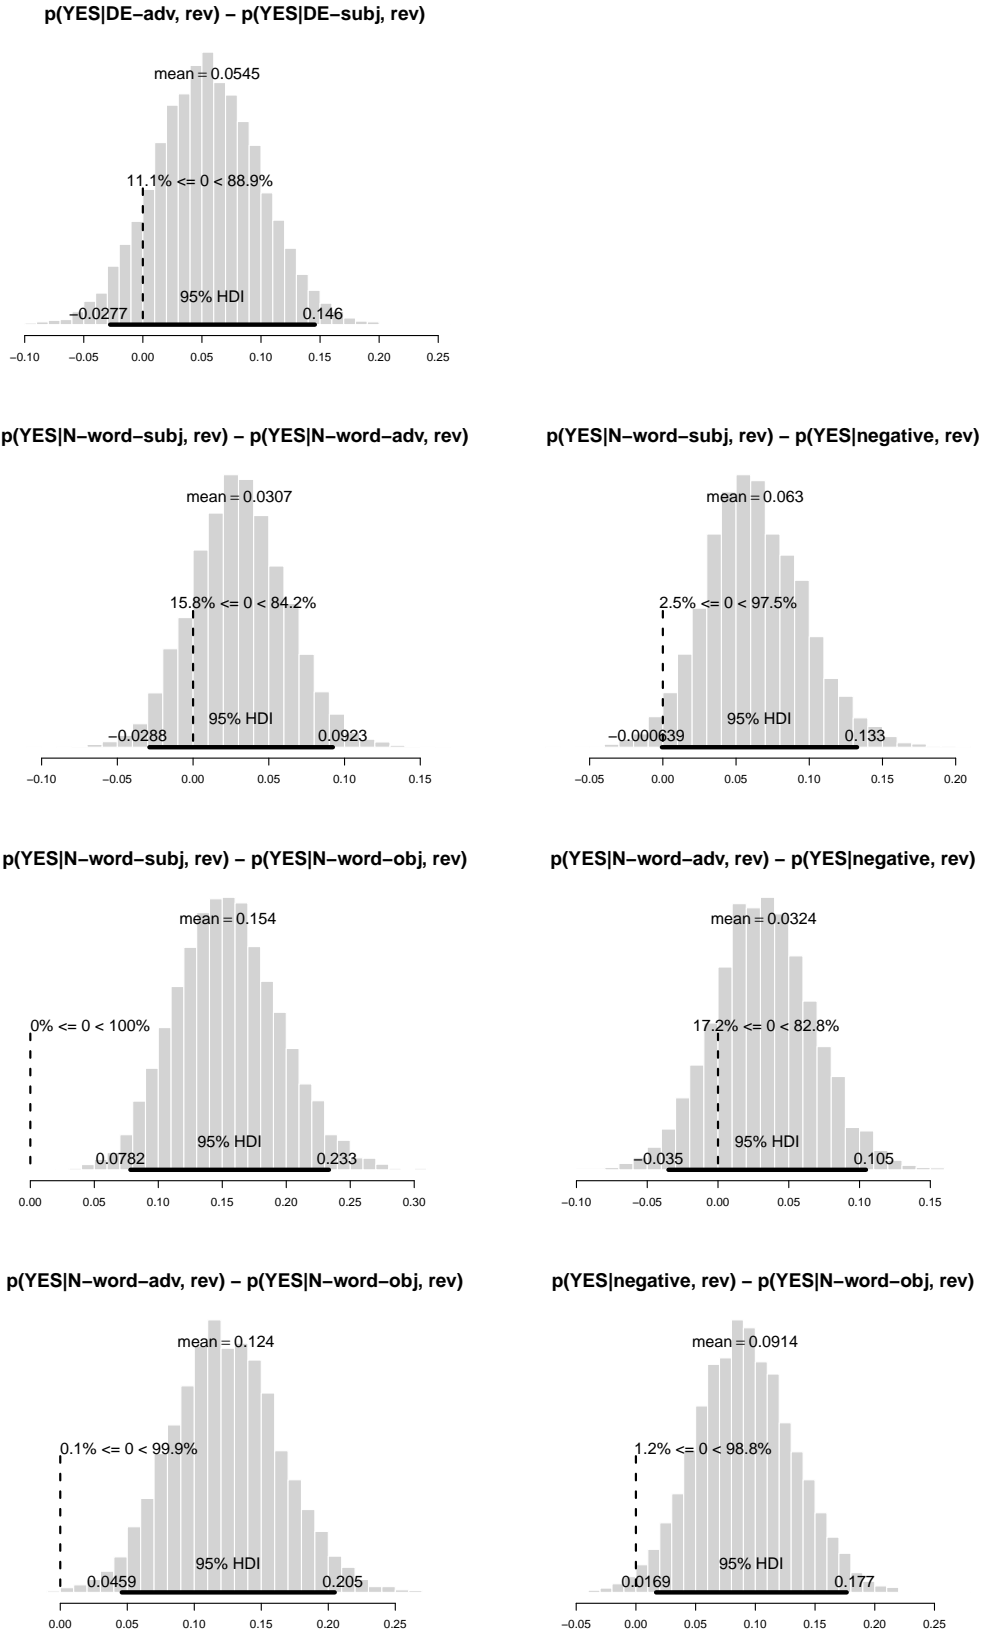 p(YES|DE−adv, rev) − p(YES|DE−subj, rev)
mean = 0.0545
11.1% <= 0 < 88.9%
95% HDI
−0.0277 0.146
−0.10 −0.05 0.00 0.05 0.10 0.15 0.20 0.25
p(YES|N−word−subj, rev) − p(YES|N−word−adv, rev)
mean = 0.0307
15.8% <= 0 < 84.2%
95% HDI
−0.0288 0.0923
−0.10 −0.05 0.00 0.05 0.10 0.15
p(YES|N−word−subj, rev) − p(YES|negative, rev)
mean = 0.063
2.5% <= 0 < 97.5%
95% HDI
−0.000639 0.133
−0.05 0.00 0.05 0.10 0.15 0.20
p(YES|N−word−subj, rev) − p(YES|N−word−obj, rev)
mean = 0.154
0% <= 0 < 100%
95% HDI
0.0782 0.233
0.00 0.05 0.10 0.15 0.20 0.25 0.30
p(YES|N−word−adv, rev) − p(YES|negative, rev)
mean = 0.0324
17.2% <= 0 < 82.8%
95% HDI
−0.035 0.105
−0.10 −0.05 0.00 0.05 0.10 0.15
p(YES|N−word−adv, rev) − p(YES|N−word−obj, rev)
mean = 0.124
0.1% <= 0 < 99.9%
95% HDI
0.0459 0.205
0.00 0.05 0.10 0.15 0.20 0.25
p(YES|negative, rev) − p(YES|N−word−obj, rev)
mean = 0.0914
1.2% <= 0 < 98.8%
95% HDI
0.0169 0.177
−0.05 0.00 0.05 0.10 0.15 0.20 0.25